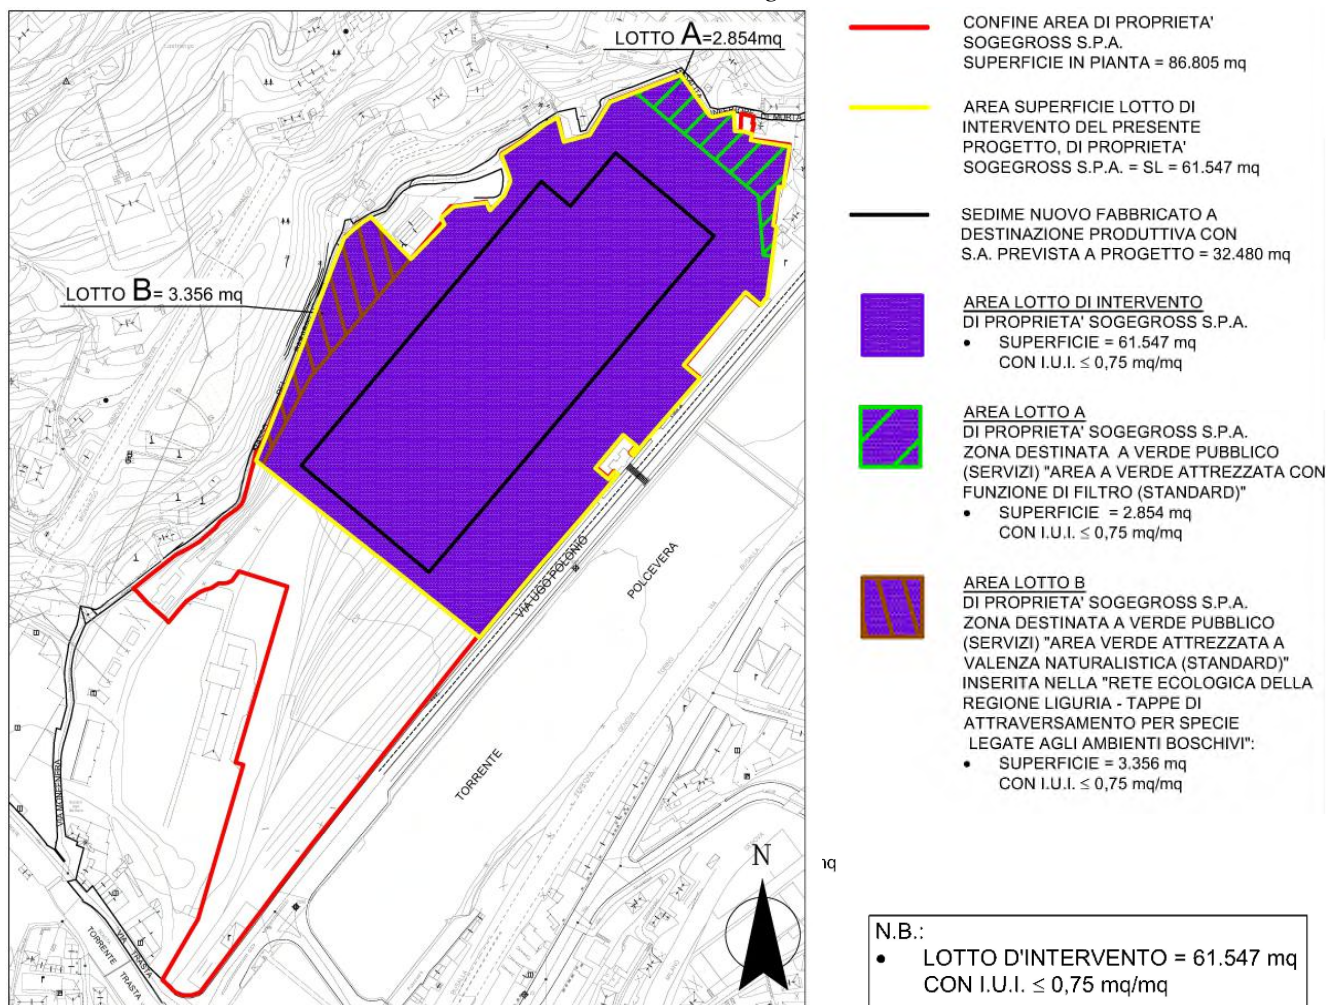 LOTTO A=2.854mq
LOTTO B= 3.356 mq
VIA UGO POLONIO
POLCEVERA
TORRENTE
VIA MONFENERA
TORRENTE
TRASTA
VIA TRASTA
N
CONFINE AREA DI PROPRIETA'
SOGEGROSS S.P.A.
SUPERFICIE IN PIANTA = 86.805 mq
AREA SUPERFICIE LOTTO DI
INTERVENTO DEL PRESENTE
PROGETTO, DI PROPRIETA'
SOGEGROSS S.P.A. = SL = 61.547 mq
SEDIME NUOVO FABBRICATO A
DESTINAZIONE PRODUTTIVA CON
S.A. PREVISTA A PROGETTO = 32.480 mq
AREA LOTTO DI INTERVENTO
DI PROPRIETA' SOGEGROSS S.P.A.
• SUPERFICIE = 61.547 mq
CON I.U.I. ≤ 0,75 mq/mq
AREA LOTTO A
DI PROPRIETA' SOGEGROSS S.P.A.
ZONA DESTINATA A VERDE PUBBLICO
(SERVIZI) "AREA A VERDE ATTREZZATA CON
FUNZIONE DI FILTRO (STANDARD)"
• SUPERFICIE = 2.854 mq
CON I.U.I. ≤ 0,75 mq/mq
AREA LOTTO B
DI PROPRIETA' SOGEGROSS S.P.A.
ZONA DESTINATA A VERDE PUBBLICO
(SERVIZI) "AREA VERDE ATTREZZATA A
VALENZA NATURALISTICA (STANDARD)"
INSERITA NELLA "RETE ECOLOGICA DELLA
REGIONE LIGURIA - TAPPE DI
ATTRAVERSAMENTO PER SPECIE
LEGATE AGLI AMBIENTI BOSCHIVI":
• SUPERFICIE = 3.356 mq
CON I.U.I. ≤ 0,75 mq/mq
N.B.:
• LOTTO D'INTERVENTO = 61.547 mq
CON I.U.I. ≤ 0,75 mq/mq